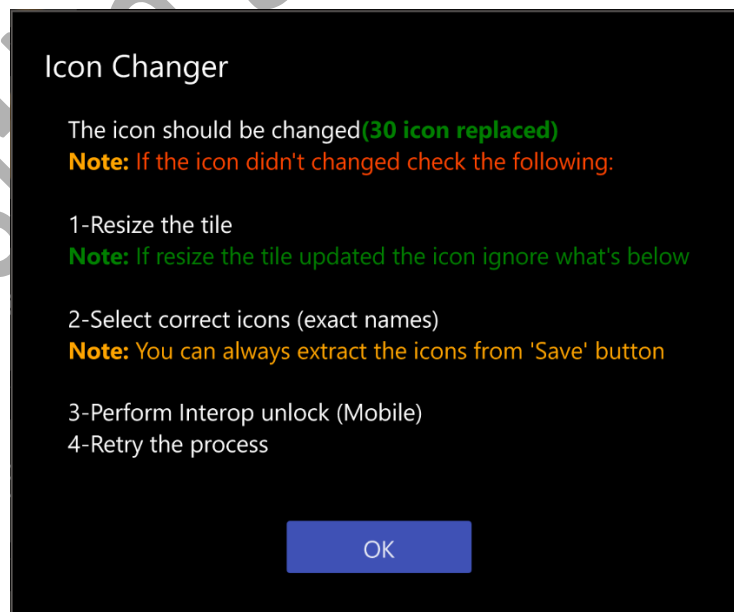 Icon Changer
The icon should be changed(30 icon replaced)
Note: If the icon didn't changed check the following:
1-Resize the tile
Note: If resize the tile updated the icon ignore what's below
2-Select correct icons (exact names)
Note: You can always extract the icons from 'Save' button
3-Perform Interop unlock (Mobile)
4-Retry the process
OK